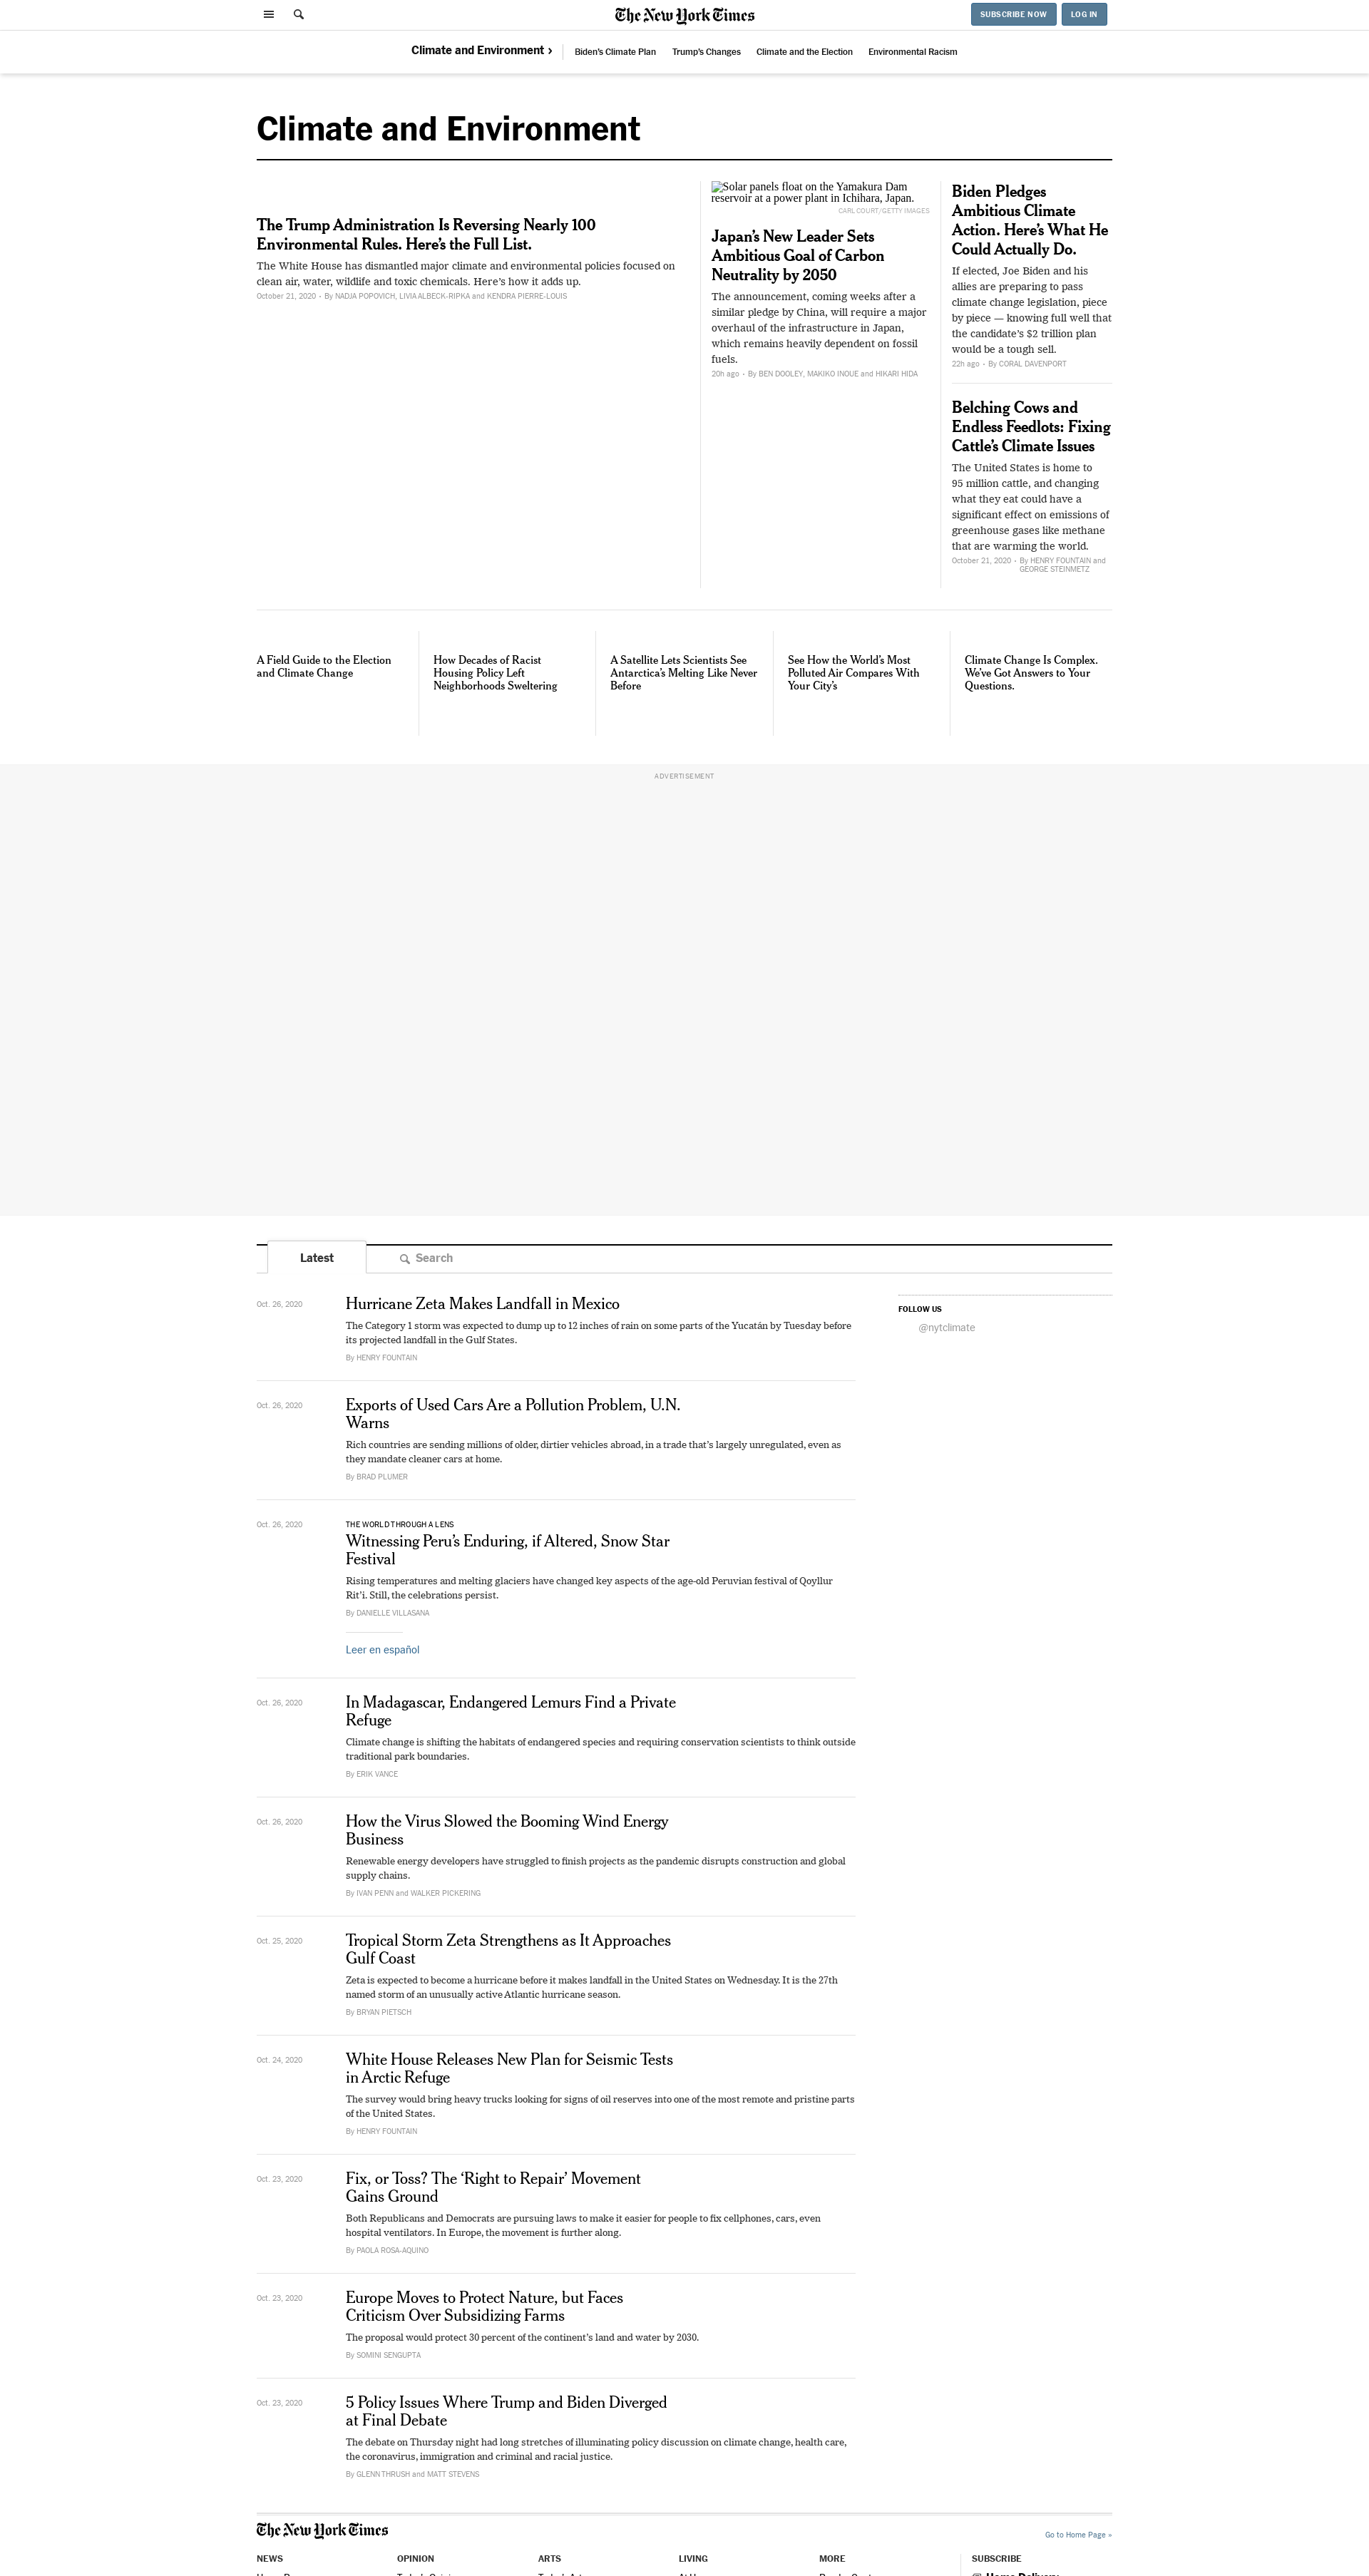 The New York Times
SUBSCRIBE NOW
LOG IN
Climate and Environment ›
Biden's Climate Plan
Trump's Changes
Climate and the Election
Environmental Racism
Climate and Environment
The Trump Administration Is Reversing Nearly 100
Environmental Rules. Here's the Full List.
The White House has dismantled major climate and environmental policies focused on
clean air, water, wildlife and toxic chemicals. Here's how it adds up.
October 21, 2020 • By NADJA POPOVICH, LIVIA ALBECK-RIPKA and KENDRA PIERRE-LOUIS
Solar panels float on the Yamakura Dam
reservoir at a power plant in Ichihara, Japan.
CARL COURT/GETTY IMAGES
Japan's New Leader Sets
Ambitious Goal of Carbon
Neutrality by 2050
The announcement, coming weeks after a
similar pledge by China, will require a major
overhaul of the infrastructure in Japan,
which remains heavily dependent on fossil
fuels.
20h ago • By BEN DOOLEY, MAKIKO INOUE and HIKARI HIDA
Biden Pledges
Ambitious Climate
Action. Here's What He
Could Actually Do.
If elected, Joe Biden and his
allies are preparing to pass
climate change legislation, piece
by piece — knowing full well that
the candidate's $2 trillion plan
would be a tough sell.
22h ago • By CORAL DAVENPORT
Belching Cows and
Endless Feedlots: Fixing
Cattle's Climate Issues
The United States is home to
95 million cattle, and changing
what they eat could have a
significant effect on emissions of
greenhouse gases like methane
that are warming the world.
October 21, 2020 • By HENRY FOUNTAIN and
GEORGE STEINMETZ
A Field Guide to the Election
and Climate Change
How Decades of Racist
Housing Policy Left
Neighborhoods Sweltering
A Satellite Lets Scientists See
Antarctica's Melting Like Never
Before
See How the World's Most
Polluted Air Compares With
Your City's
Climate Change Is Complex.
We've Got Answers to Your
Questions.
ADVERTISEMENT
Latest
Search
Oct. 26, 2020
Hurricane Zeta Makes Landfall in Mexico
The Category 1 storm was expected to dump up to 12 inches of rain on some parts of the Yucatán by Tuesday before
its projected landfall in the Gulf States.
By HENRY FOUNTAIN
FOLLOW US
@nytclimate
Oct. 26, 2020
Exports of Used Cars Are a Pollution Problem, U.N.
Warns
Rich countries are sending millions of older, dirtier vehicles abroad, in a trade that's largely unregulated, even as
they mandate cleaner cars at home.
By BRAD PLUMER
Oct. 26, 2020
THE WORLD THROUGH A LENS
Witnessing Peru's Enduring, if Altered, Snow Star
Festival
Rising temperatures and melting glaciers have changed key aspects of the age-old Peruvian festival of Qoyllur
Rit'i. Still, the celebrations persist.
By DANIELLE VILLASANA
Leer en español
Oct. 26, 2020
In Madagascar, Endangered Lemurs Find a Private
Refuge
Climate change is shifting the habitats of endangered species and requiring conservation scientists to think outside
traditional park boundaries.
By ERIK VANCE
Oct. 26, 2020
How the Virus Slowed the Booming Wind Energy
Business
Renewable energy developers have struggled to finish projects as the pandemic disrupts construction and global
supply chains.
By IVAN PENN and WALKER PICKERING
Oct. 25, 2020
Tropical Storm Zeta Strengthens as It Approaches
Gulf Coast
Zeta is expected to become a hurricane before it makes landfall in the United States on Wednesday. It is the 27th
named storm of an unusually active Atlantic hurricane season.
By BRYAN PIETSCH
Oct. 24, 2020
White House Releases New Plan for Seismic Tests
in Arctic Refuge
The survey would bring heavy trucks looking for signs of oil reserves into one of the most remote and pristine parts
of the United States.
By HENRY FOUNTAIN
Oct. 23, 2020
Fix, or Toss? The 'Right to Repair' Movement
Gains Ground
Both Republicans and Democrats are pursuing laws to make it easier for people to fix cellphones, cars, even
hospital ventilators. In Europe, the movement is further along.
By PAOLA ROSA-AQUINO
Oct. 23, 2020
Europe Moves to Protect Nature, but Faces
Criticism Over Subsidizing Farms
The proposal would protect 30 percent of the continent's land and water by 2030.
By SOMINI SENGUPTA
Oct. 23, 2020
5 Policy Issues Where Trump and Biden Diverged
at Final Debate
The debate on Thursday night had long stretches of illuminating policy discussion on climate change, health care,
the coronavirus, immigration and criminal and racial justice.
By GLENN THRUSH and MATT STEVENS
The New York Times
Go to Home Page »
NEWS
OPINION
ARTS
LIVING
MORE
SUBSCRIBE